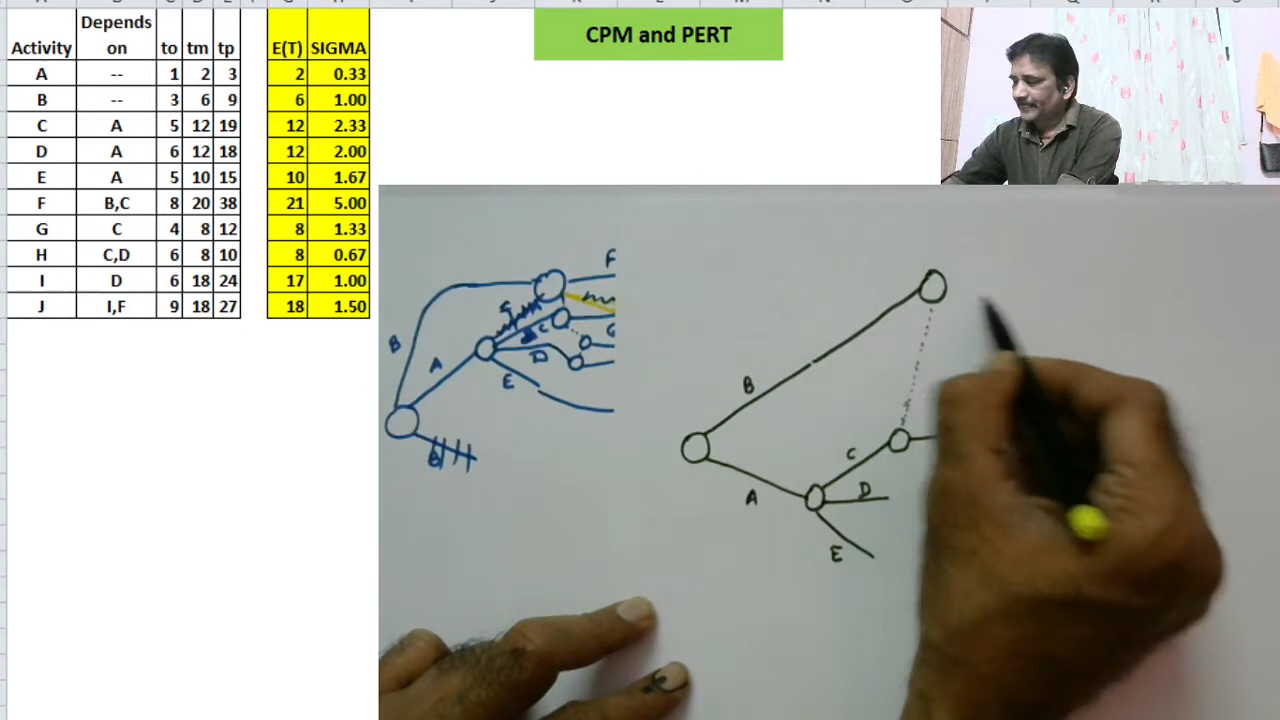 CPM and PERT
Depends
Activity on to tm tp E(T) SIGMA
A -- 1 2 3 2 0.33
B -- 3 6 9 6 1.00
C A 5 12 19 12 2.33
D A 6 12 18 12 2.00
E A 5 10 15 10 1.67
F B,C 8 20 38 21 5.00
G C 4 8 12 8 1.33
H C,D 6 8 10 8 0.67
I D 6 18 24 17 1.00
J I,F 9 18 27 18 1.50
F
B
A
C
D
E
G
B
B
A
C
D
E